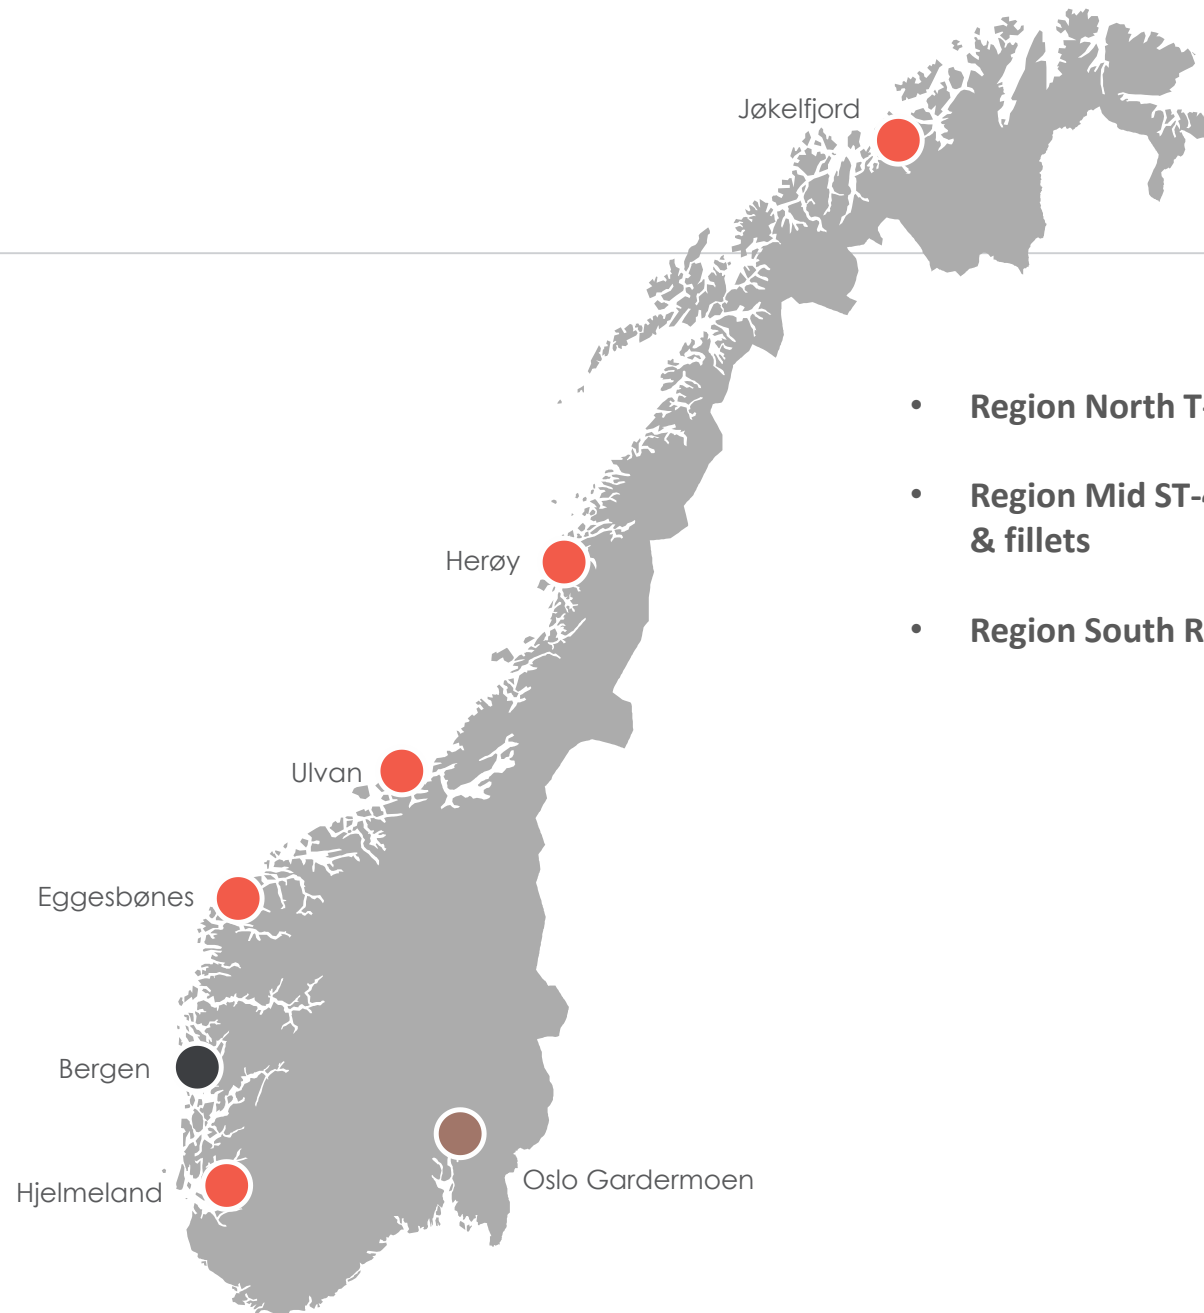 Jøkelfjord
• Region North T-
• Region Mid ST-
& fillets
Herøy
• Region South R
Ulvan
Eggesbønes
Bergen
Oslo Gardermoen
Hjelmeland